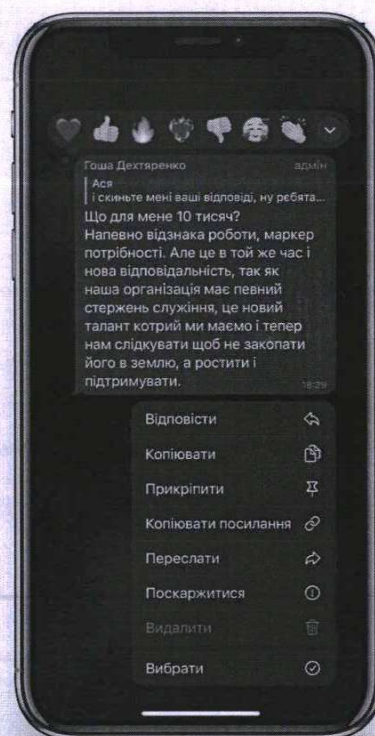 Гоша Дехтяренко адмін
Ася
і скиньте мені ваші відповіді, ну рєбята...
Що для мене 10 тисяч?
Напевно відзнака роботи, маркер
потрібності. Але це в той же час і
нова відповідальність, так як
наша організація має певний
стержень служіння, це новий
талант котрий ми маємо і тепер
нам слідкувати щоб не закопати
його в землю, а ростити і
підтримувати.
18:29
Відповісти
Копіювати
Прикріпити
Копіювати посилання
Переслати
Поскаржитися
Видалити
Вибрати